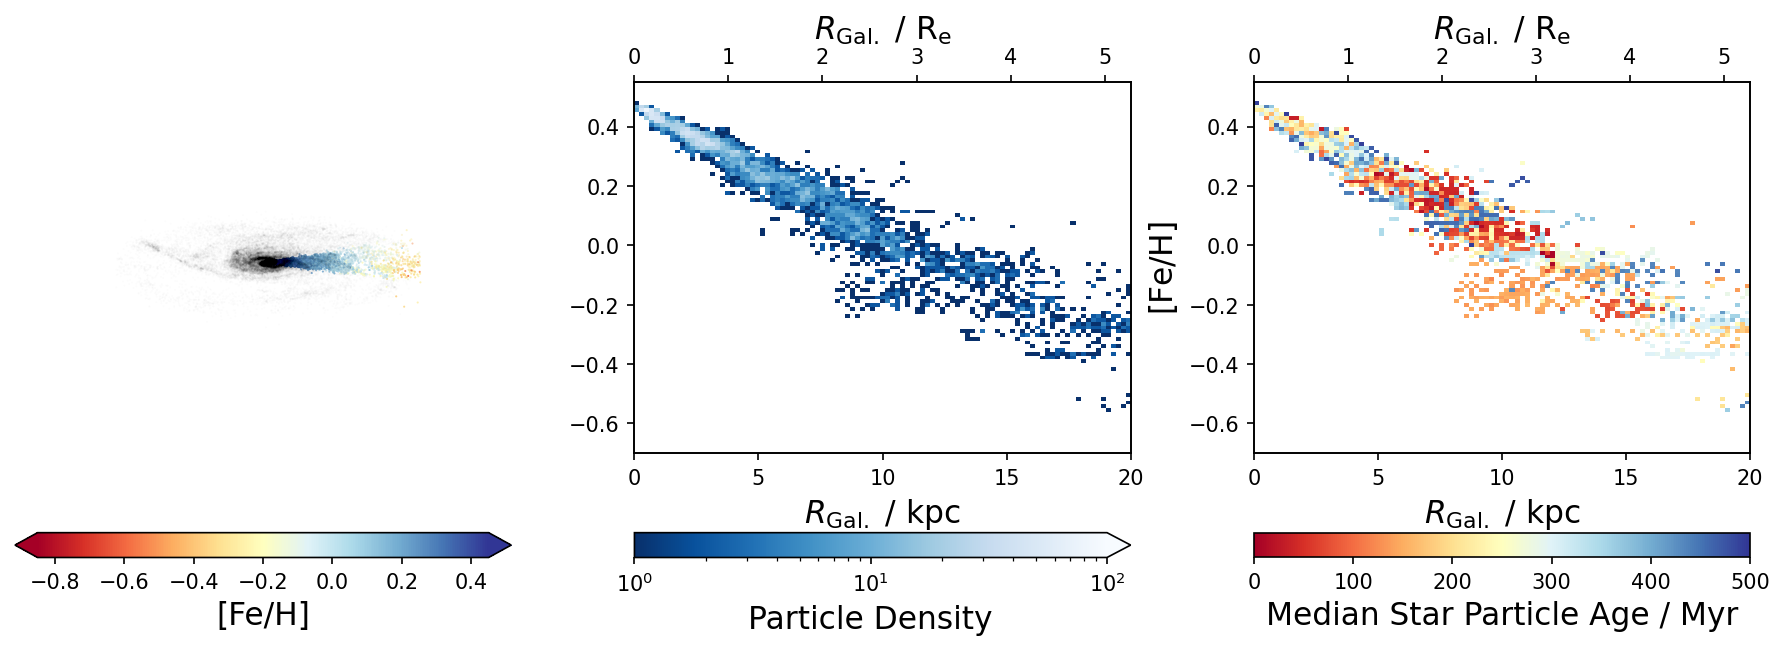 R_Gal. / R_e
0 1 2 3 4 5
0.4
0.2
0.0
−0.2
−0.4
−0.6
0 5 10 15 20
R_Gal. / kpc
10^0 10^1 10^2
Particle Density
R_Gal. / R_e
0 1 2 3 4 5
[Fe/H]
0.4
0.2
0.0
−0.2
−0.4
−0.6
0 5 10 15 20
R_Gal. / kpc
0 100 200 300 400 500
Median Star Particle Age / Myr
−0.8 −0.6 −0.4 −0.2 0.0 0.2 0.4
[Fe/H]